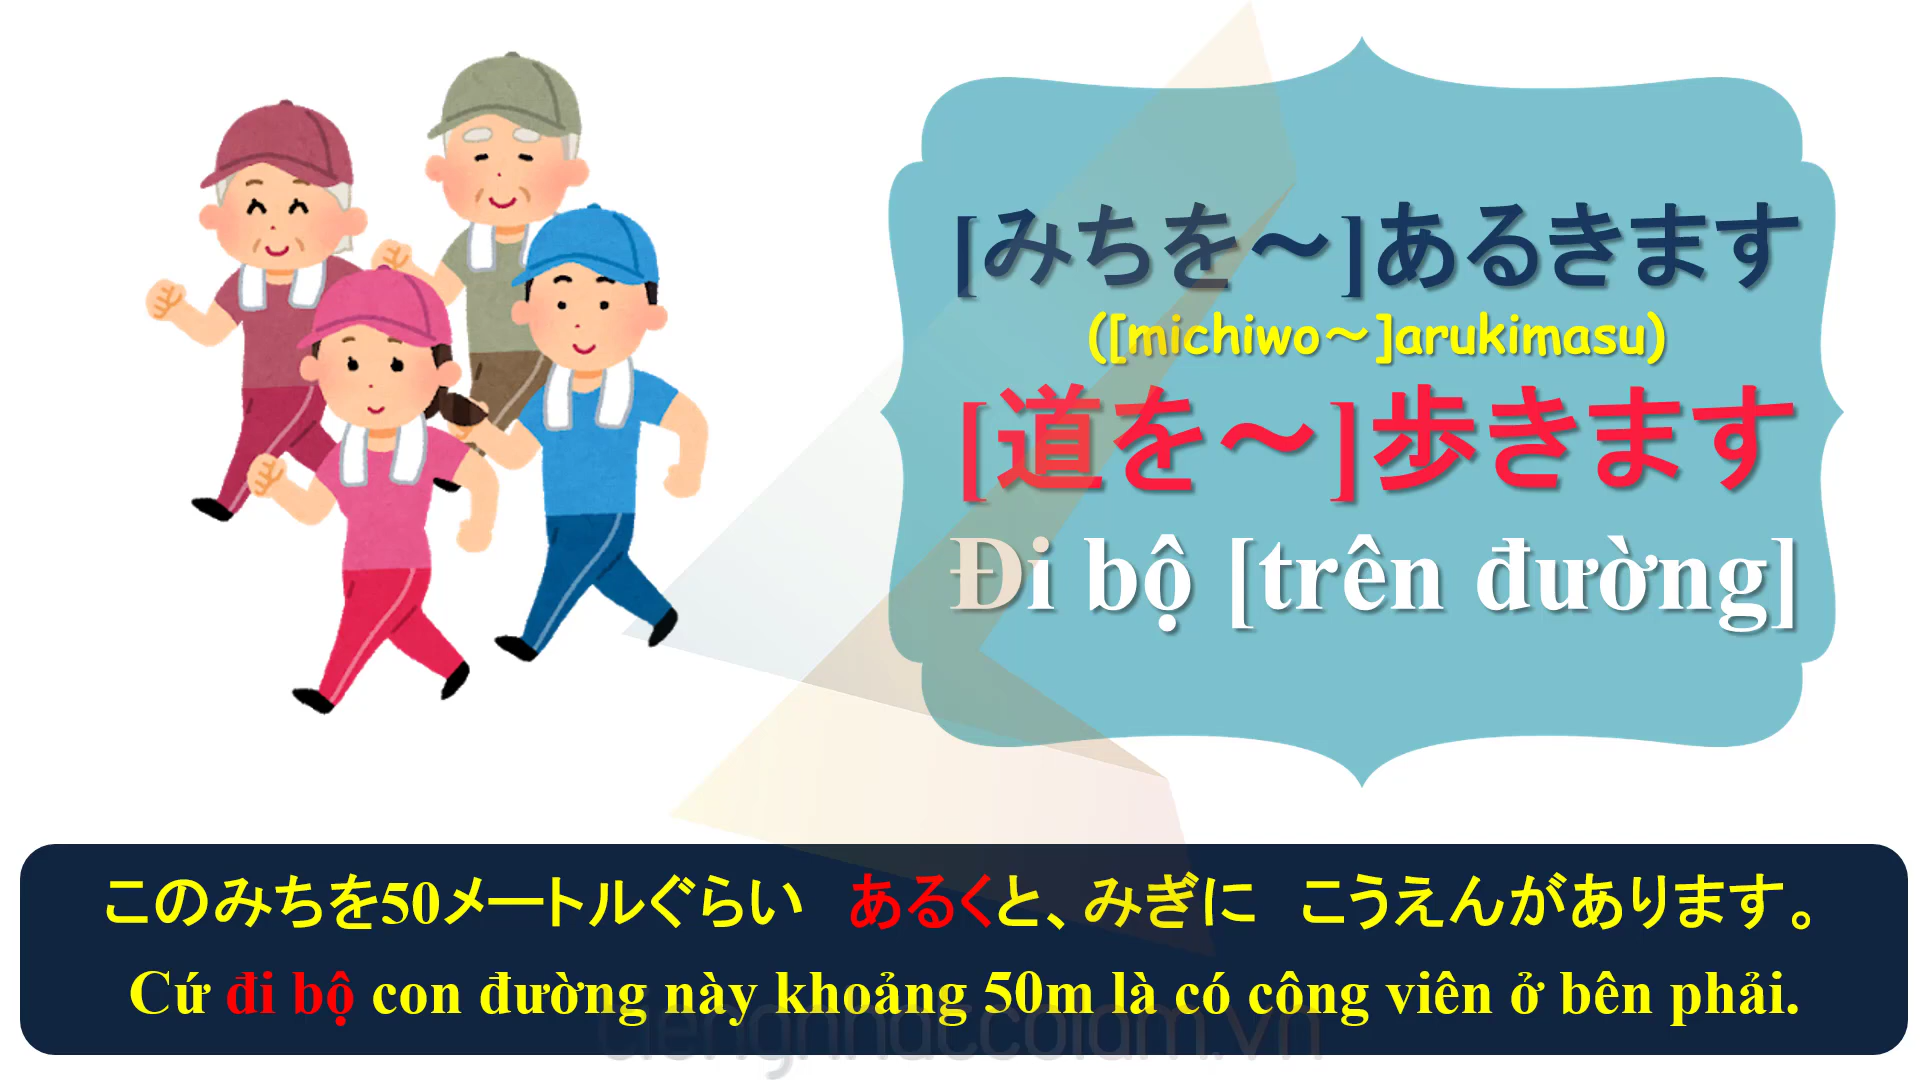 [みちを～]あるきます
([michiwo～]arukimasu)
[道を～]歩きます
Đi bộ [trên đường]
このみちを50メートルぐらい　あるくと、みぎに　こうえんがあります。
Cứ đi bộ con đường này khoảng 50m là có công viên ở bên phải.
tiengnhatcolam.vn